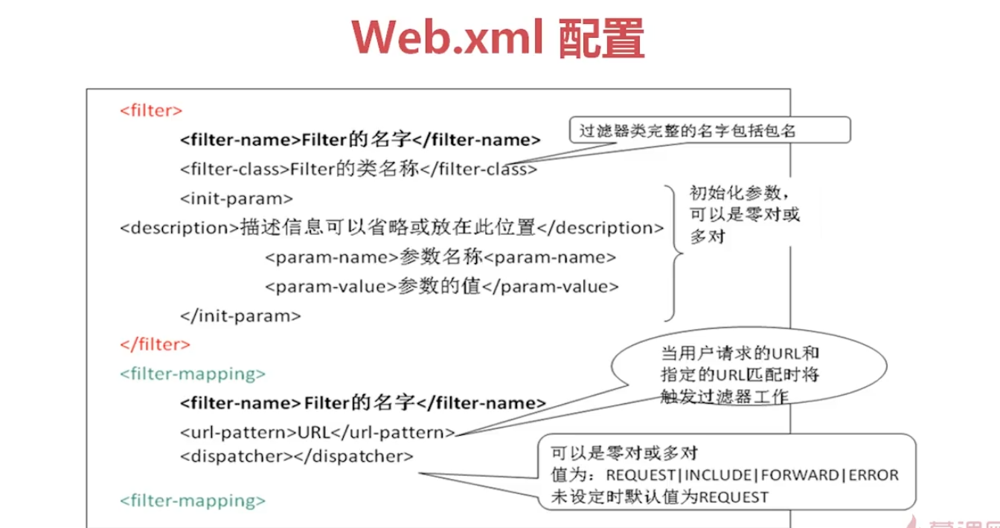 Web.xml 配置
<filter>
<filter-name>Filter的名字</filter-name>
过滤器类完整的名字包括包名
<filter-class>Filter的类名称</filter-class>
<init-param>
初始化参数，
可以是零对或
多对
<description>描述信息可以省略或放在此位置</description>
<param-name>参数名称<param-name>
<param-value>参数的值</param-value>
</init-param>
</filter>
当用户请求的URL和
指定的URL匹配时将
触发过滤器工作
<filter-mapping>
<filter-name>Filter的名字</filter-name>
<url-pattern>URL</url-pattern>
<dispatcher></dispatcher>
可以是零对或多对
值为：REQUEST|INCLUDE|FORWARD|ERROR
未设定时默认值为REQUEST
<filter-mapping>